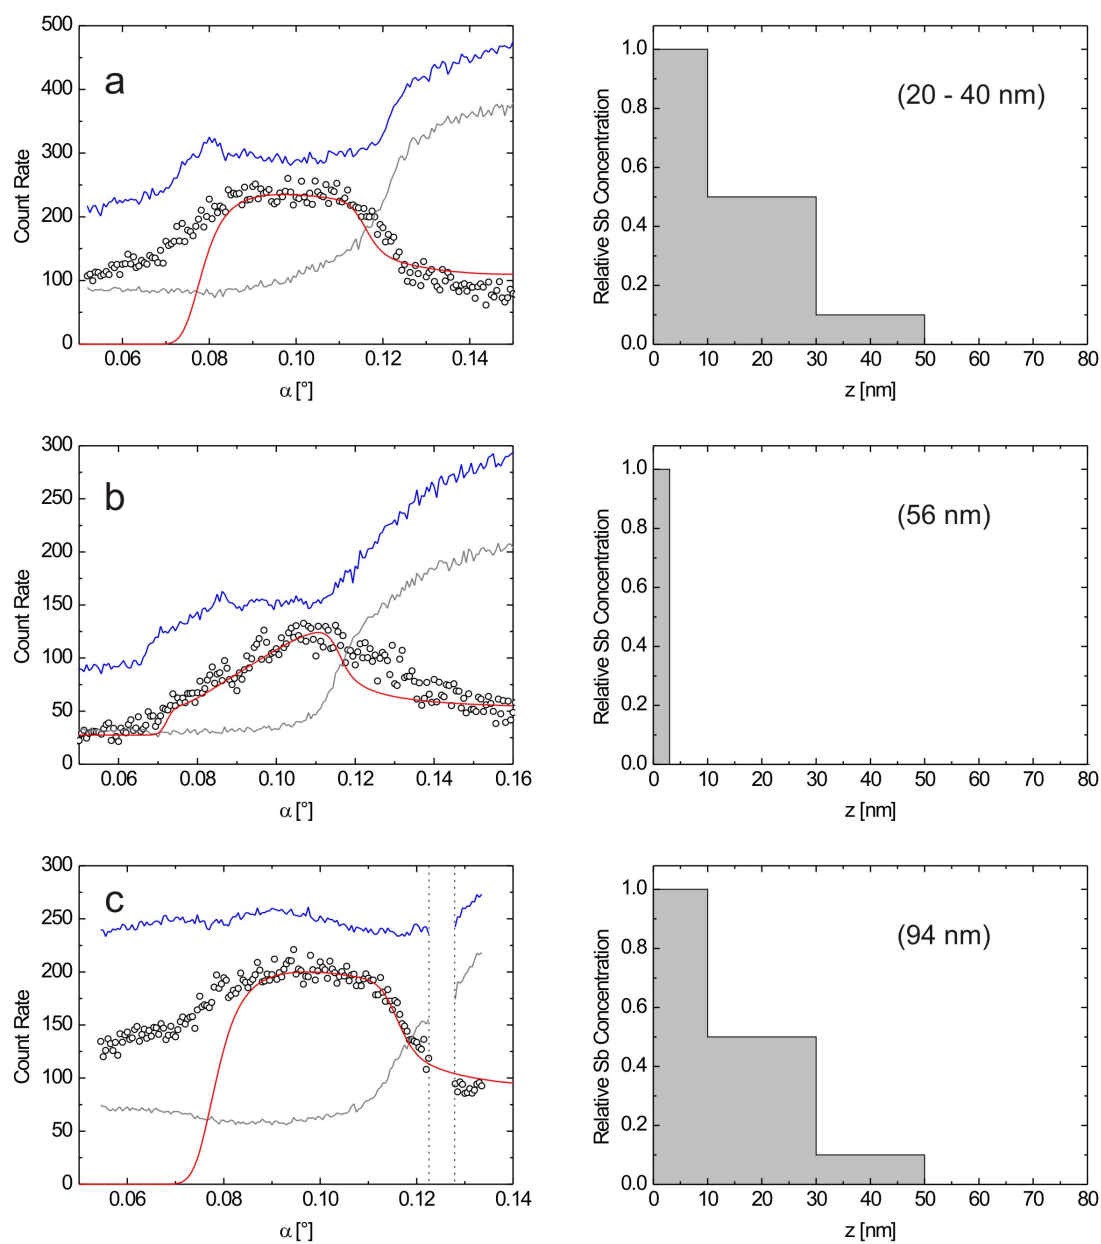 500
400
300
200
100
0
0.06 0.08 0.10 0.12 0.14
Count Rate
α [°]
a
1.0
0.8
0.6
0.4
0.2
0.0
0 10 20 30 40 50 60 70 80
Relative Sb Concentration
z [nm]
(20 - 40 nm)
300
250
200
150
100
50
0
0.06 0.08 0.10 0.12 0.14 0.16
Count Rate
α [°]
b
1.0
0.8
0.6
0.4
0.2
0.0
0 10 20 30 40 50 60 70 80
Relative Sb Concentration
z [nm]
(56 nm)
300
250
200
150
100
50
0
0.06 0.08 0.10 0.12 0.14
Count Rate
α [°]
c
1.0
0.8
0.6
0.4
0.2
0.0
0 10 20 30 40 50 60 70 80
Relative Sb Concentration
z [nm]
(94 nm)